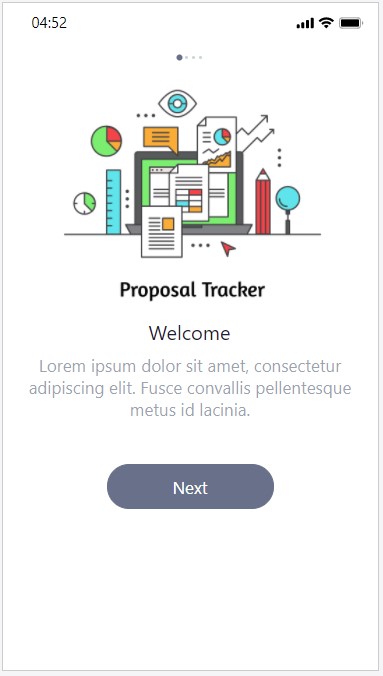 04:52
Proposal Tracker
Welcome
Lorem ipsum dolor sit amet, consectetur
adipiscing elit. Fusce convallis pellentesque
metus id lacinia.
Next